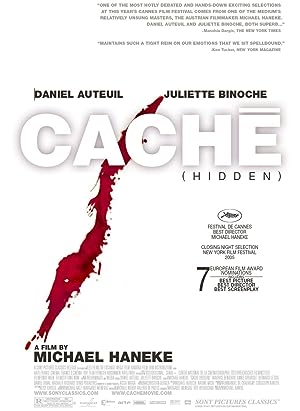 "ONE OF THE MOST HOTLY DEBATED AND HANDS-DOWN EXCITING SELECTIONS
AT THIS YEAR'S CANNES FILM FESTIVAL COMES FROM ONE OF THE MEDIUM'S
RELATIVELY UNSUNG MASTERS, THE AUSTRIAN FILMMAKER MICHAEL HANEKE,
DANIEL AUTEUIL AND JULIETTE BINOCHE, BOTH SUPERB..."
-Manohla Dargis, THE NEW YORK TIMES
"MAINTAINS SUCH A TIGHT REIN ON OUR EMOTIONS THAT WE SIT SPELLBOUND."
-Ken Tucker, NEW YORK MAGAZINE
DANIEL AUTEUIL JULIETTE BINOCHE
CACHĒ
(HIDDEN)
FESTIVAL DE CANNES
BEST DIRECTOR
MICHAEL HANEKE
CLOSING NIGHT SELECTION
NEW YORK FILM FESTIVAL
2005
7 EUROPEAN FILM AWARD
NOMINATIONS
INCLUDING
BEST PICTURE
BEST DIRECTOR
BEST SCREENPLAY
A FILM BY
MICHAEL HANEKE
R
WWW.SONYCLASSICS.COM WWW.CACHEMOVIE.COM SONY PICTURES CLASSICS